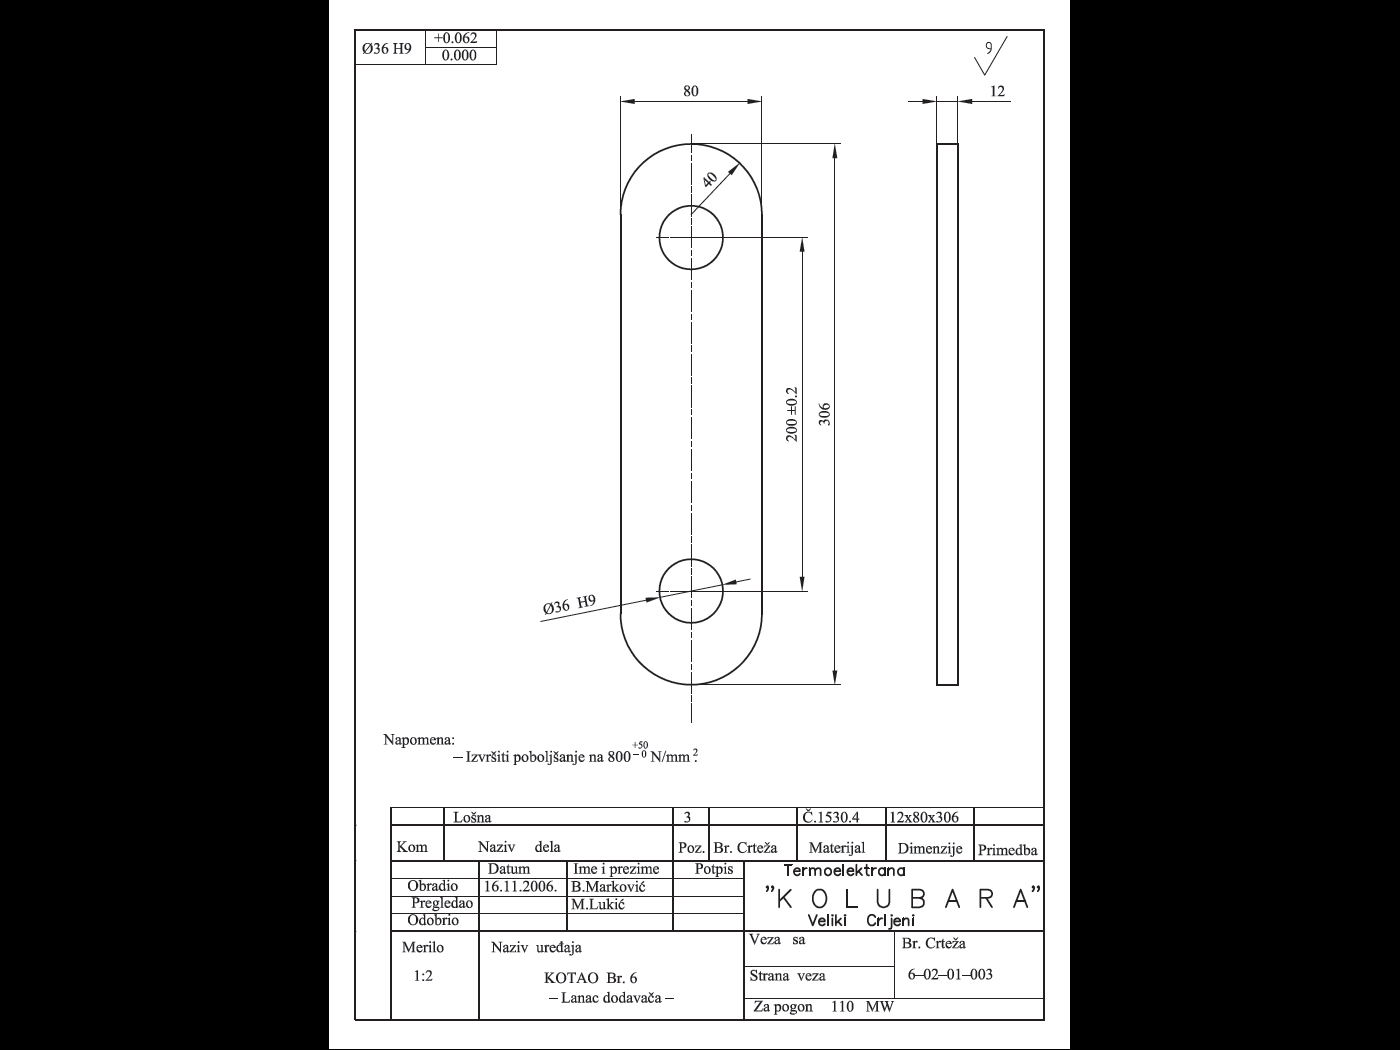 Ø36 H9
+0.062
0.000
9
80
12
40
200 ±0.2
306
Ø36 H9
Napomena:
– Izvršiti poboljšanje na 800 +50 –0 N/mm 2.
Lošna 3 Č.1530.4 12x80x306
Kom Naziv dela Poz. Br. Crteža Materijal Dimenzije Primedba
Datum Ime i prezime Potpis
Obradio 16.11.2006. B.Marković
Pregledao M.Lukić
Odobrio
Termoelektrana
"KOLUBARA"
Veliki Crljeni
Merilo
1:2
Naziv uređaja
KOTAO Br. 6
– Lanac dodavača –
Veza sa
Strana veza
Br. Crteža
6–02–01–003
Za pogon 110 MW